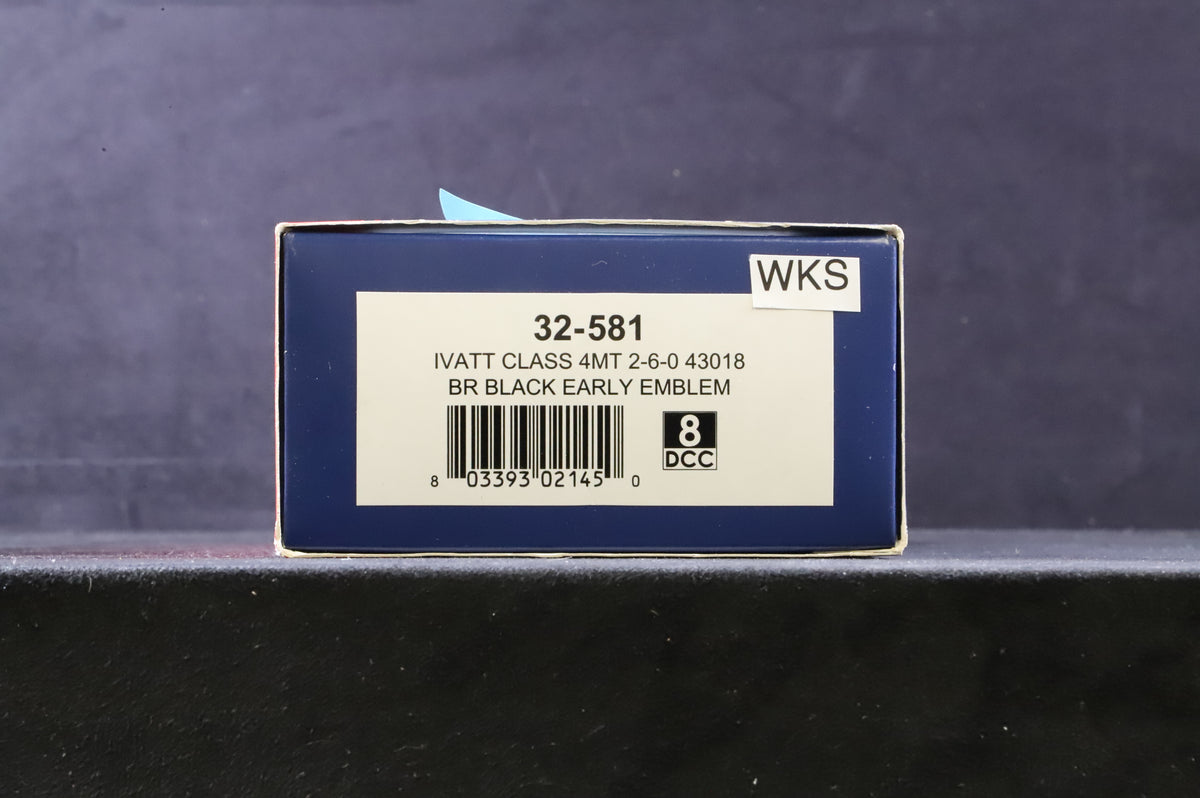 WKS
32-581
IVATT CLASS 4MT 2-6-0 43018
BR BLACK EARLY EMBLEM
8
DCC
8 03393 02145 0